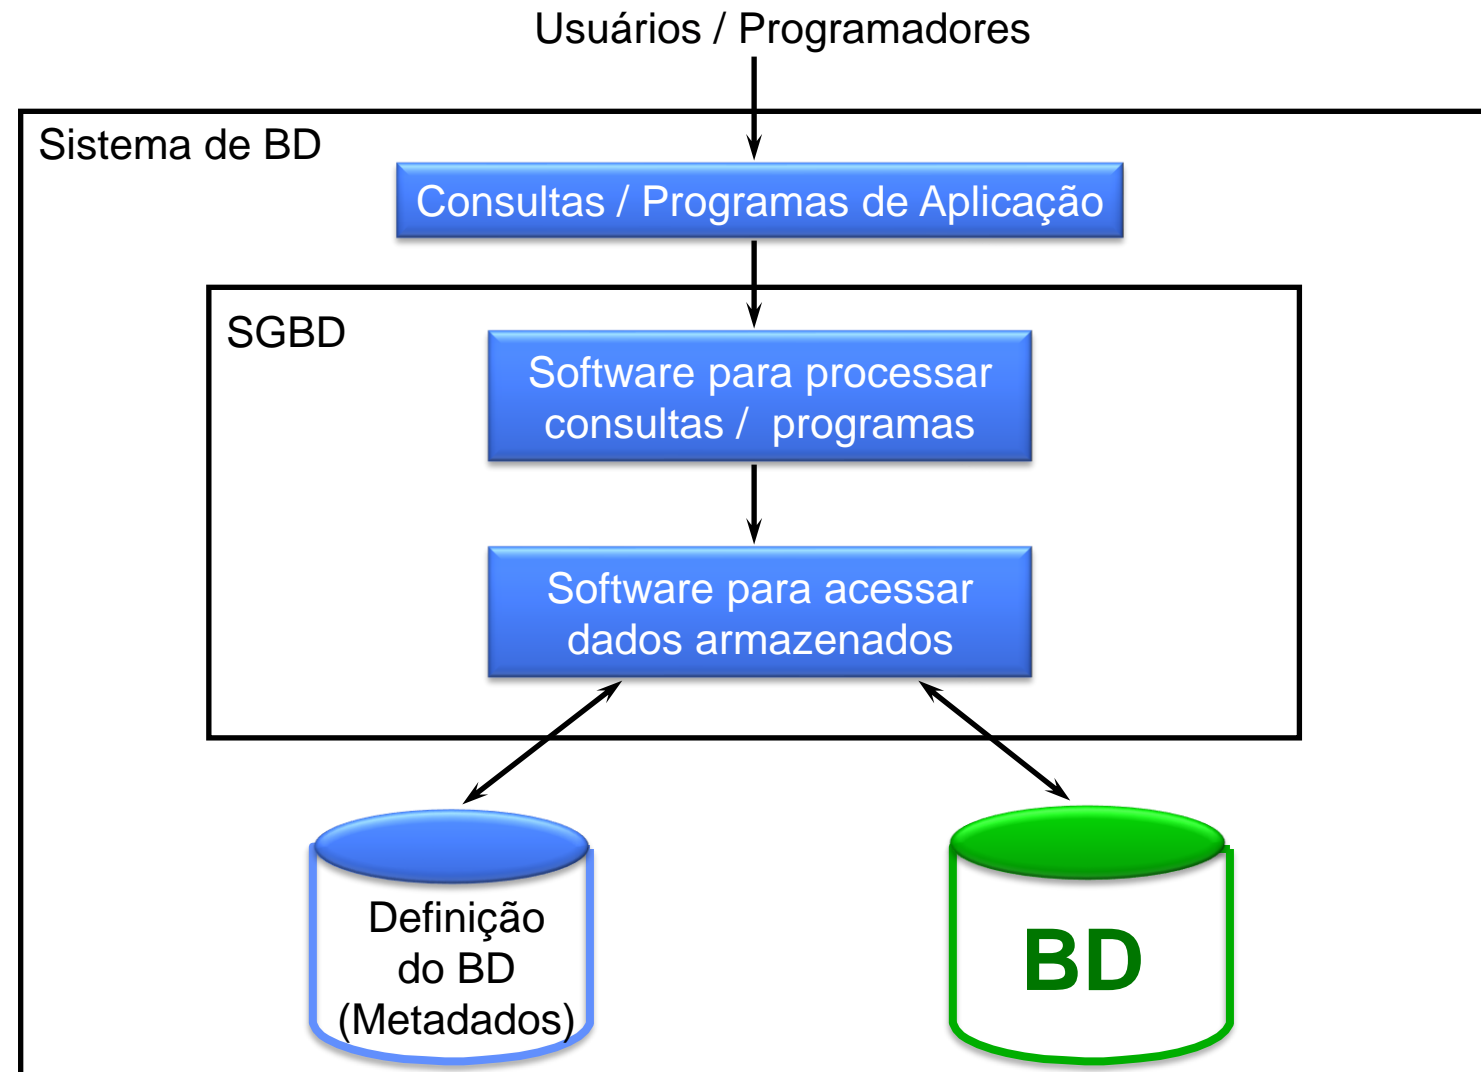 Usuários / Programadores
Sistema de BD
Consultas / Programas de Aplicação
SGBD
Software para processar
consultas / programas
Software para acessar
dados armazenados
Definição
do BD
(Metadados)
BD